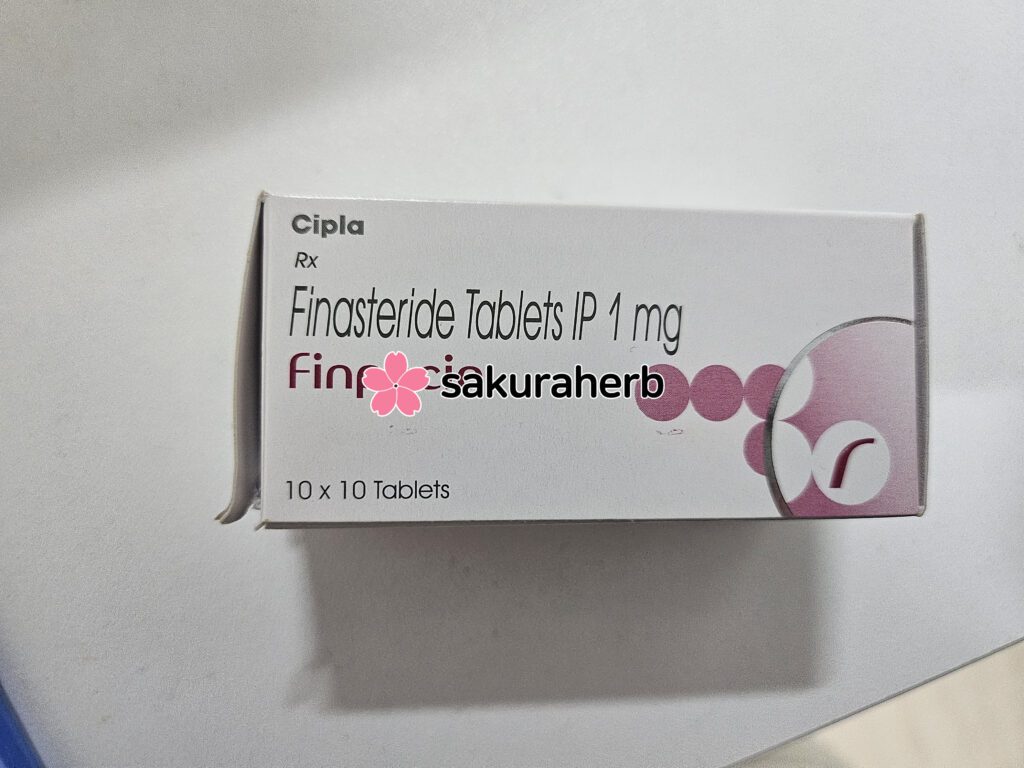 Cipla
Rx
Finasteride Tablets IP 1 mg
sakuraherb
10 x 10 Tablets